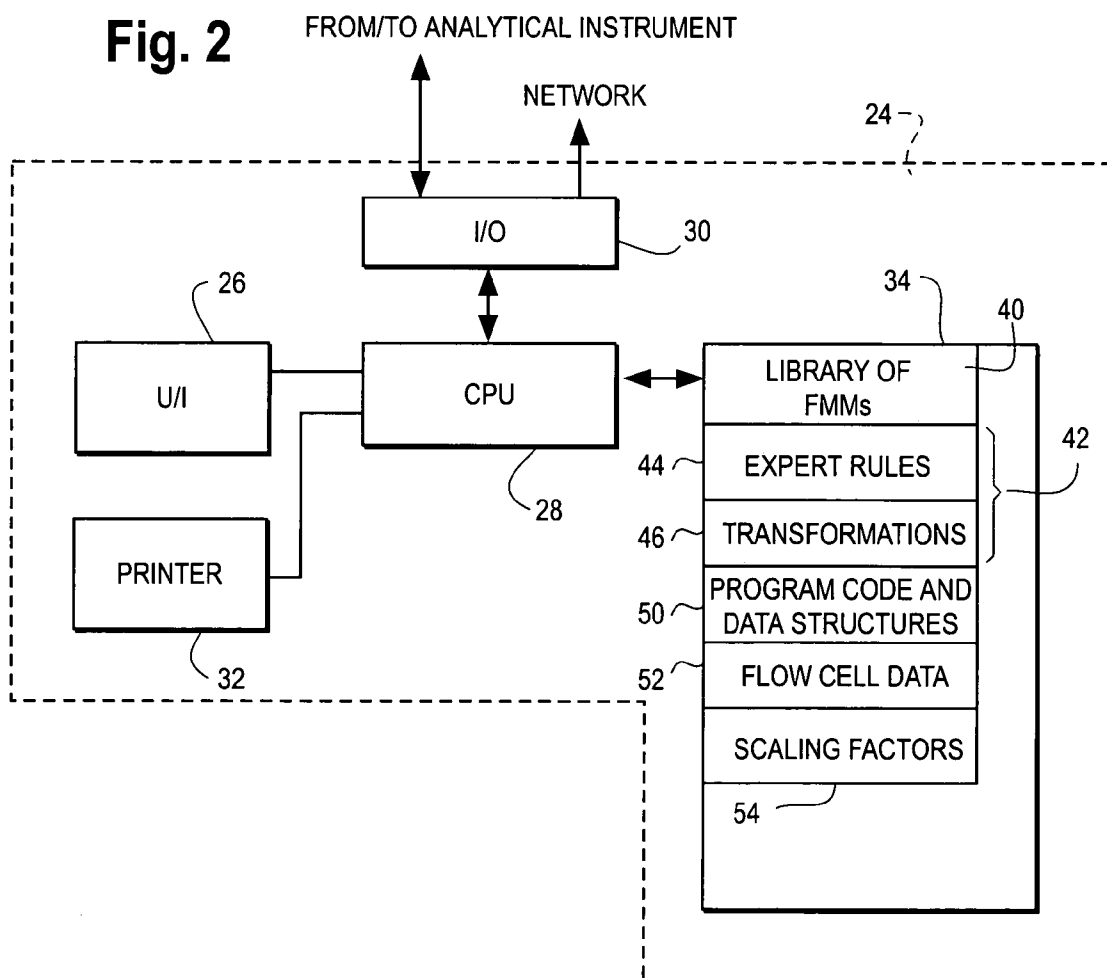 Fig. 2
FROM/TO ANALYTICAL INSTRUMENT
NETWORK
24
I/O
30
26
34
40
U/I
CPU
LIBRARY OF
FMMs
42
44
EXPERT RULES
28
46
TRANSFORMATIONS
PRINTER
50
PROGRAM CODE AND
DATA STRUCTURES
32
52
FLOW CELL DATA
SCALING FACTORS
54